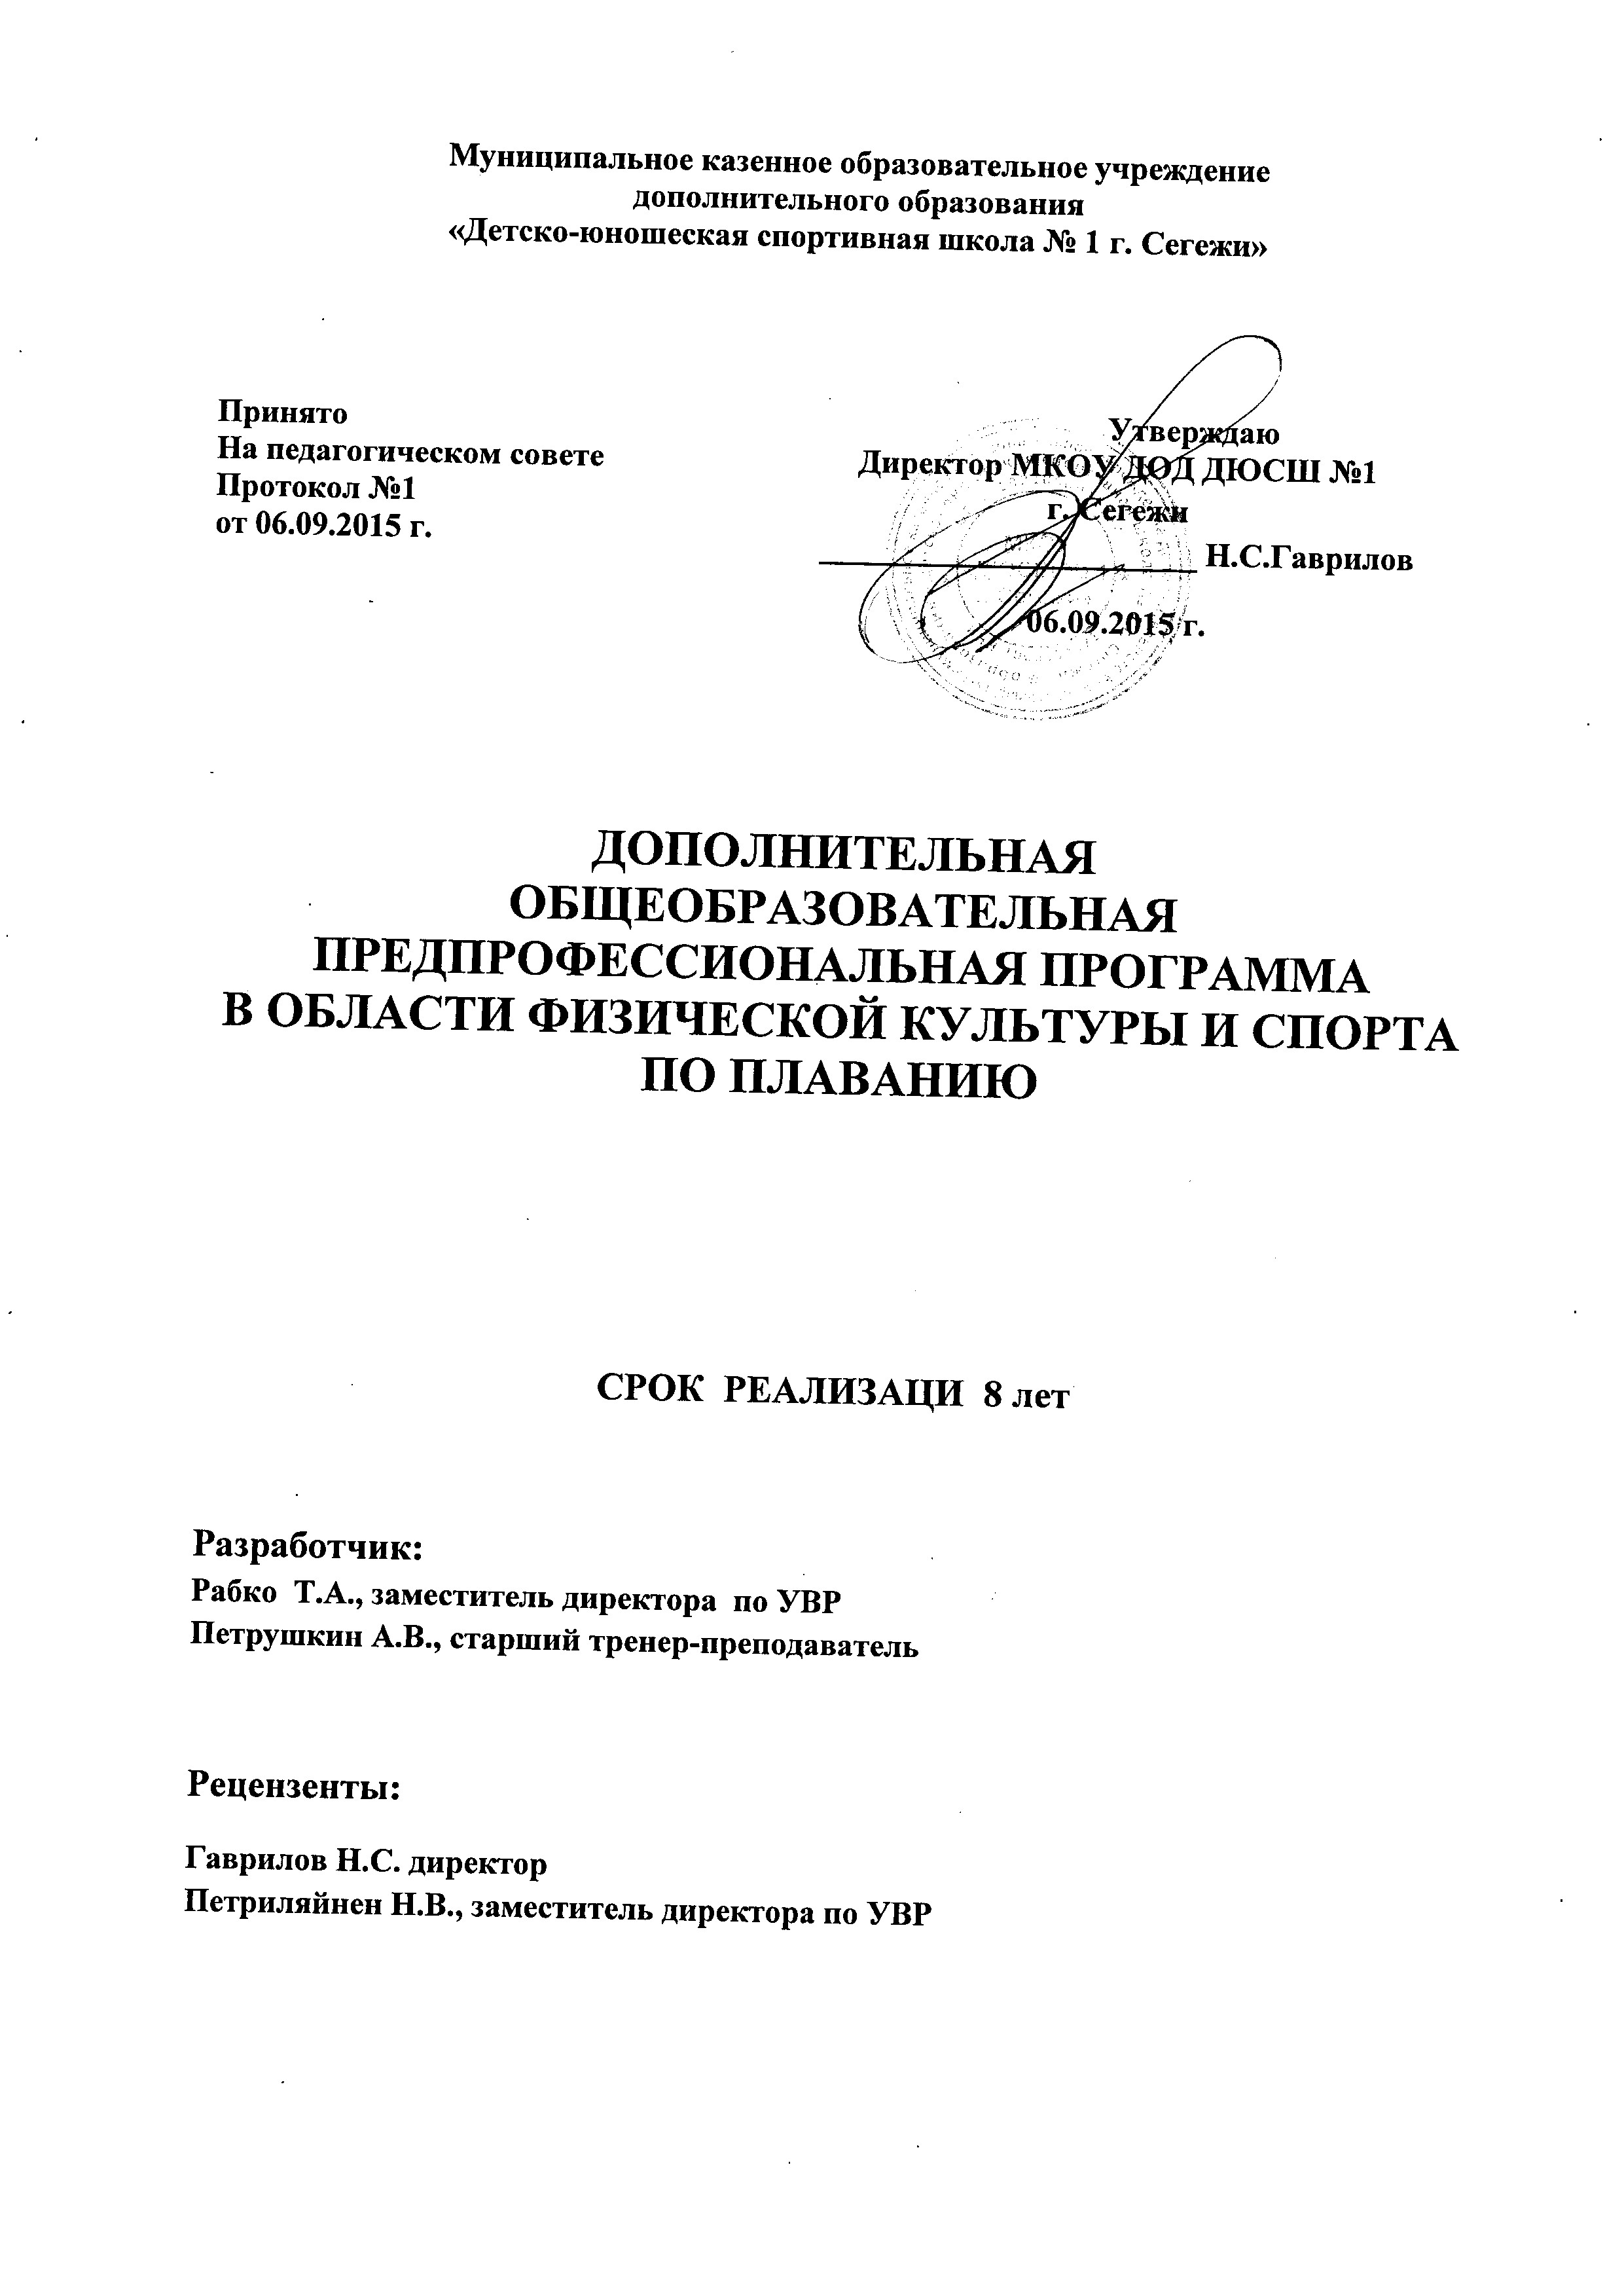 Муниципальное казенное образовательное учреждение
дополнительного образования
«Детско-юношеская спортивная школа № 1 г. Сегежи»
Принято
На педагогическом совете
Протокол №1
от 06.09.2015 г.
Утверждаю
Директор МКОУ ДОД ДЮСШ №1
г. Сегежи
Н.С.Гаврилов
06.09.2015 г.
ДОПОЛНИТЕЛЬНАЯ
ОБЩЕОБРАЗОВАТЕЛЬНАЯ
ПРЕДПРОФЕССИОНАЛЬНАЯ ПРОГРАММА
В ОБЛАСТИ ФИЗИЧЕСКОЙ КУЛЬТУРЫ И СПОРТА
ПО ПЛАВАНИЮ
СРОК РЕАЛИЗАЦИ 8 лет
Разработчик:
Рабко Т.А., заместитель директора по УВР
Петрушкин А.В., старший тренер-преподаватель
Рецензенты:
Гаврилов Н.С. директор
Петриляйнен Н.В., заместитель директора по УВР